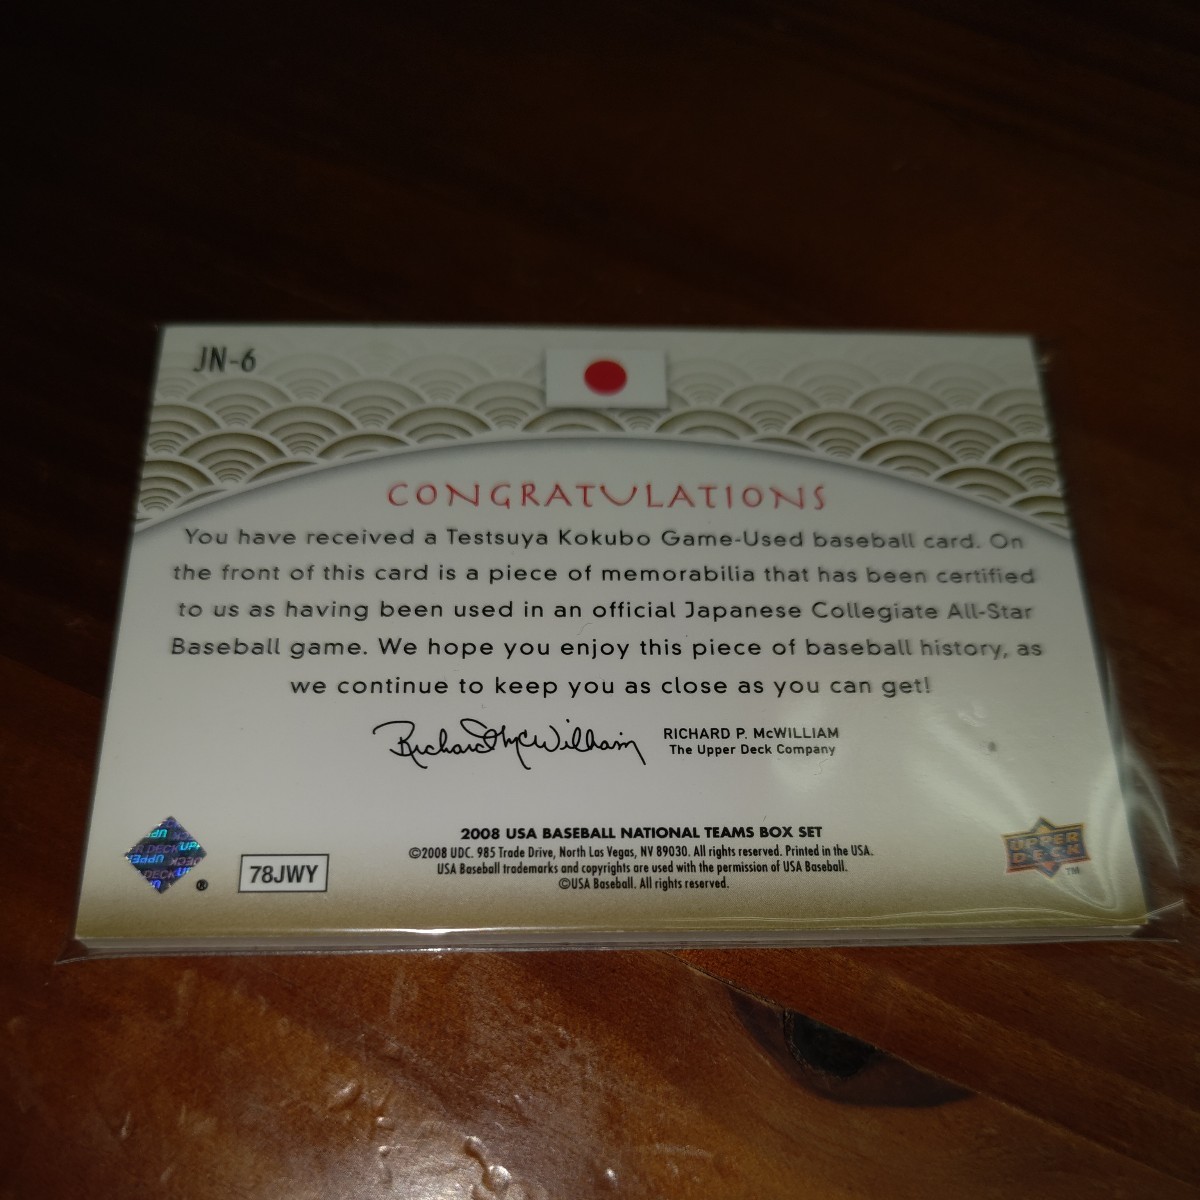 JN-6
CONGRATULATIONS
You have received a Testsuya Kokubo Game-Used baseball card. On
the front of this card is a piece of memorabilia that has been certified
to us as having been used in an official Japanese Collegiate All-Star
Baseball game. We hope you enjoy this piece of baseball history, as
we continue to keep you as close as you can get!
Richard McWilliam
RICHARD P. McWILLIAM
The Upper Deck Company
2008 USA BASEBALL NATIONAL TEAMS BOX SET
©2008 UDC. 985 Trade Drive, North Las Vegas, NV 89030. All rights reserved. Printed in the USA.
USA Baseball trademarks and copyrights are used with the permission of USA Baseball.
©USA Baseball. All rights reserved.
®
78JWY
UPPER
DECK
TM